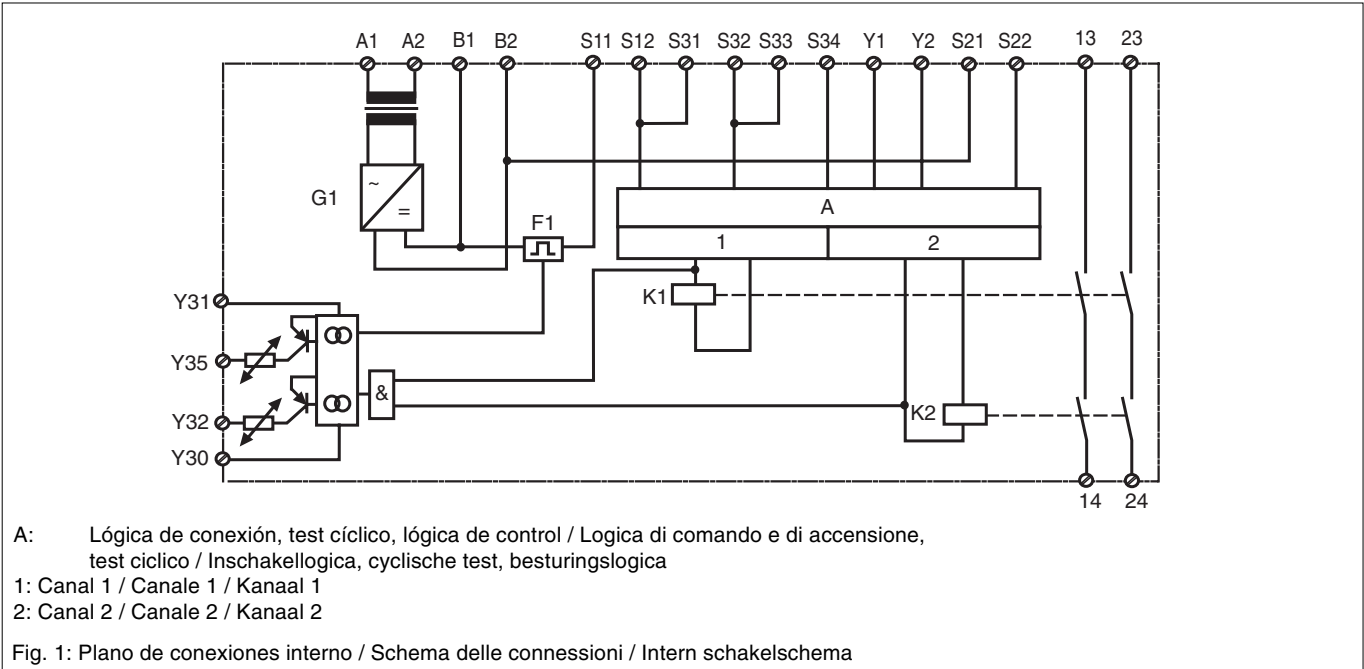 A1 A2 B1 B2 S11 S12 S31 S32 S33 S34 Y1 Y2 S21 S22 13 23
~
=
G1
F1
A
1 2
K1
Y31
Y35
&
K2
Y32
Y30
14 24
A: Lógica de conexión, test cíclico, lógica de control / Logica di comando e di accensione,
test ciclico / Inschakellogica, cyclische test, besturingslogica
1: Canal 1 / Canale 1 / Kanaal 1
2: Canal 2 / Canale 2 / Kanaal 2
Fig. 1: Plano de conexiones interno / Schema delle connessioni / Intern schakelschema